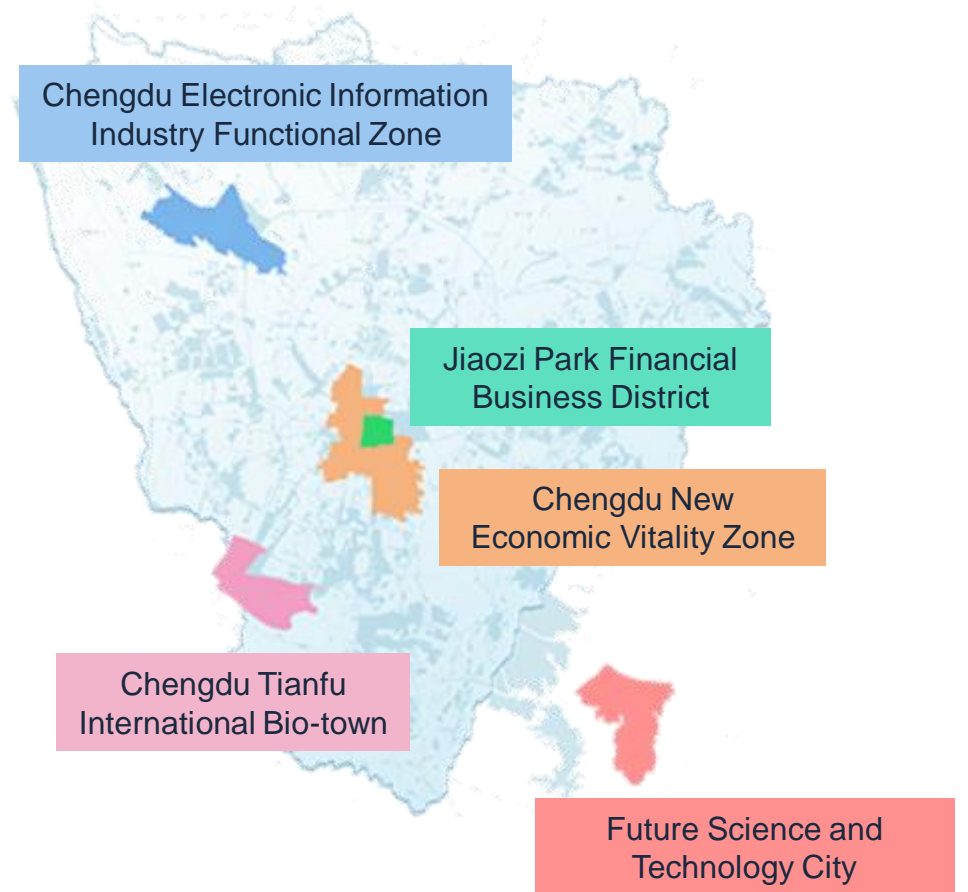 Chengdu Electronic Information
Industry Functional Zone
Jiaozi Park Financial
Business District
Chengdu New
Economic Vitality Zone
Chengdu Tianfu
International Bio-town
Future Science and
Technology City